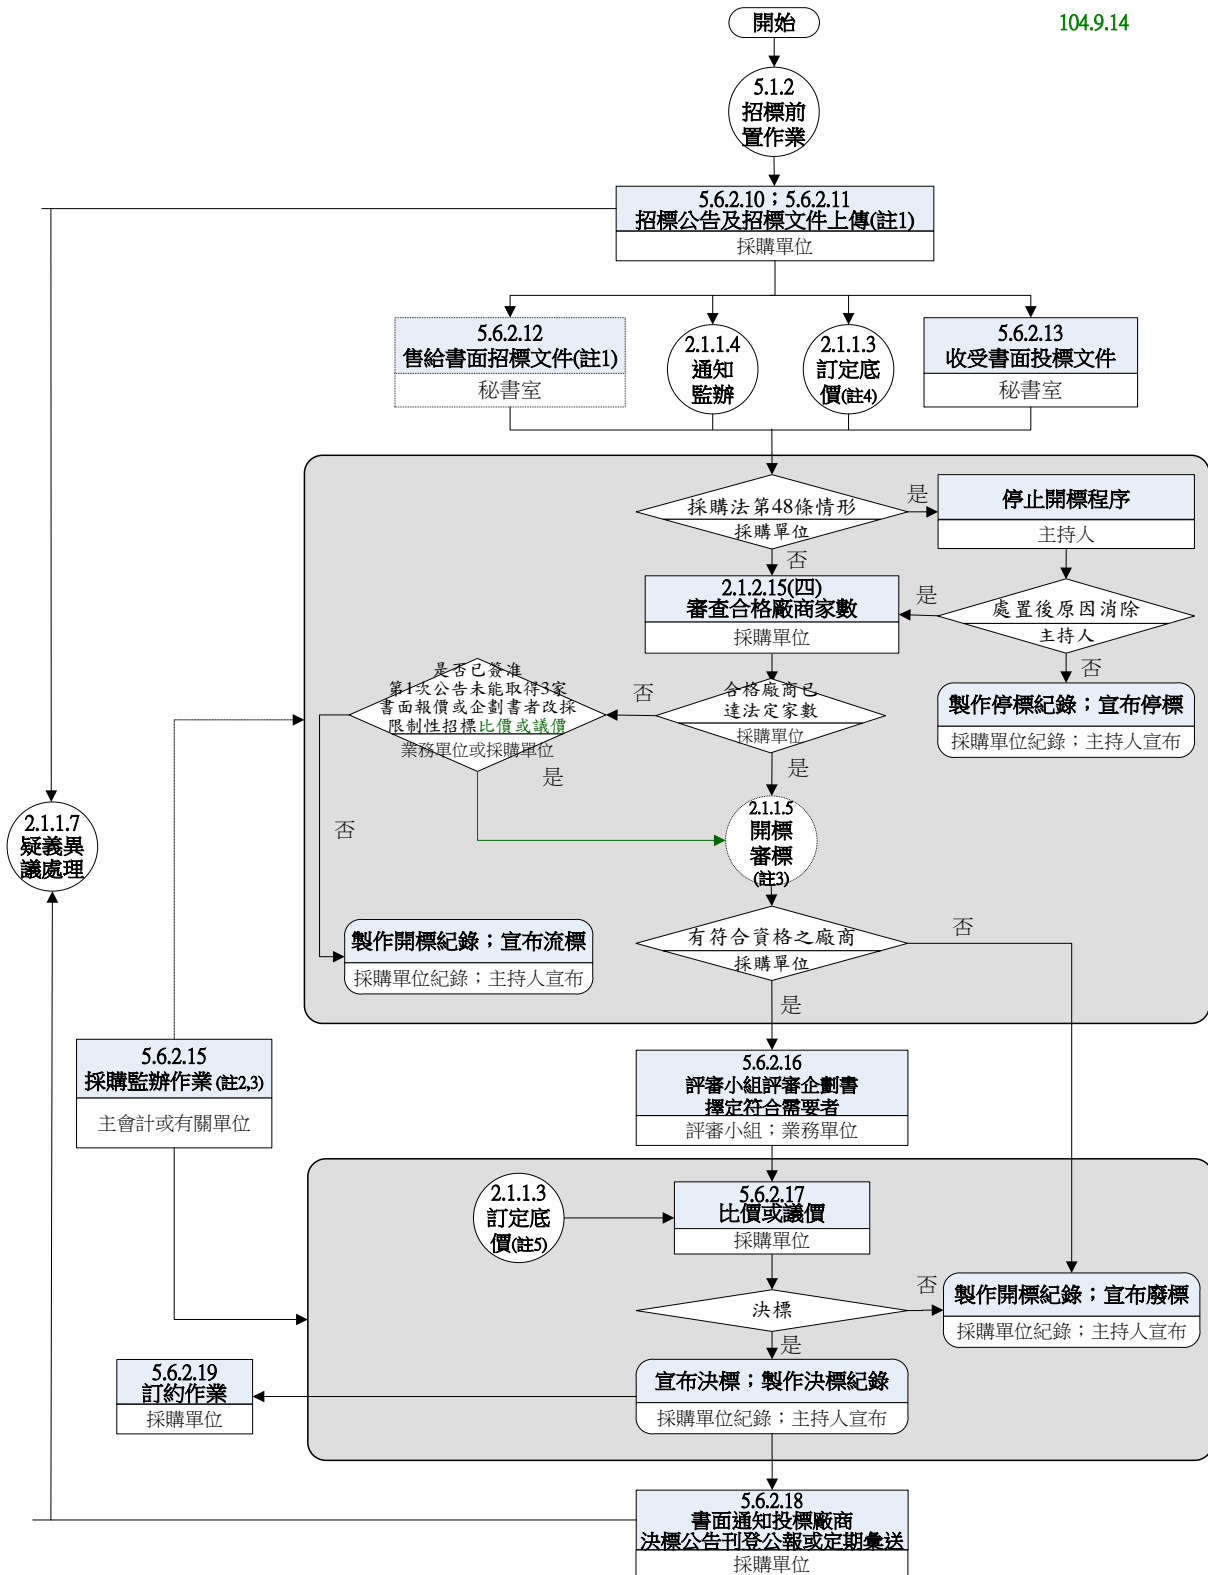 開始
104.9.14
5.1.2
招標前
置作業
5.6.2.10；5.6.2.11
招標公告及招標文件上傳(註1)
採購單位
5.6.2.12
售給書面招標文件(註1)
秘書室
2.1.1.4
通知
監辦
2.1.1.3
訂定底
價(註4)
5.6.2.13
收受書面投標文件
秘書室
採購法第48條情形
採購單位
是
停止開標程序
主持人
否
2.1.2.15(四)
審查合格廠商家數
採購單位
是
處置後原因消除
主持人
否
製作停標紀錄；宣布停標
採購單位紀錄；主持人宣布
是否已簽准
第1次公告未能取得3家
書面報價或企劃書者改採
限制性招標比價或議價
業務單位或採購單位
否
合格廠商已
達法定家數
採購單位
是
是
否
2.1.1.5
開標
審標
(註3)
2.1.1.7
疑義異
議處理
製作開標紀錄；宣布流標
採購單位紀錄；主持人宣布
有符合資格之廠商
採購單位
否
是
5.6.2.15
採購監辦作業(註2,3)
主會計或有關單位
5.6.2.16
評審小組評審企劃書
擇定符合需要者
評審小組；業務單位
2.1.1.3
訂定底
價(註5)
5.6.2.17
比價或議價
採購單位
決標
否
製作開標紀錄；宣布廢標
採購單位紀錄；主持人宣布
是
宣布決標；製作決標紀錄
採購單位紀錄；主持人宣布
5.6.2.19
訂約作業
採購單位
5.6.2.18
書面通知投標廠商
決標公告刊登公報或定期彙送
採購單位